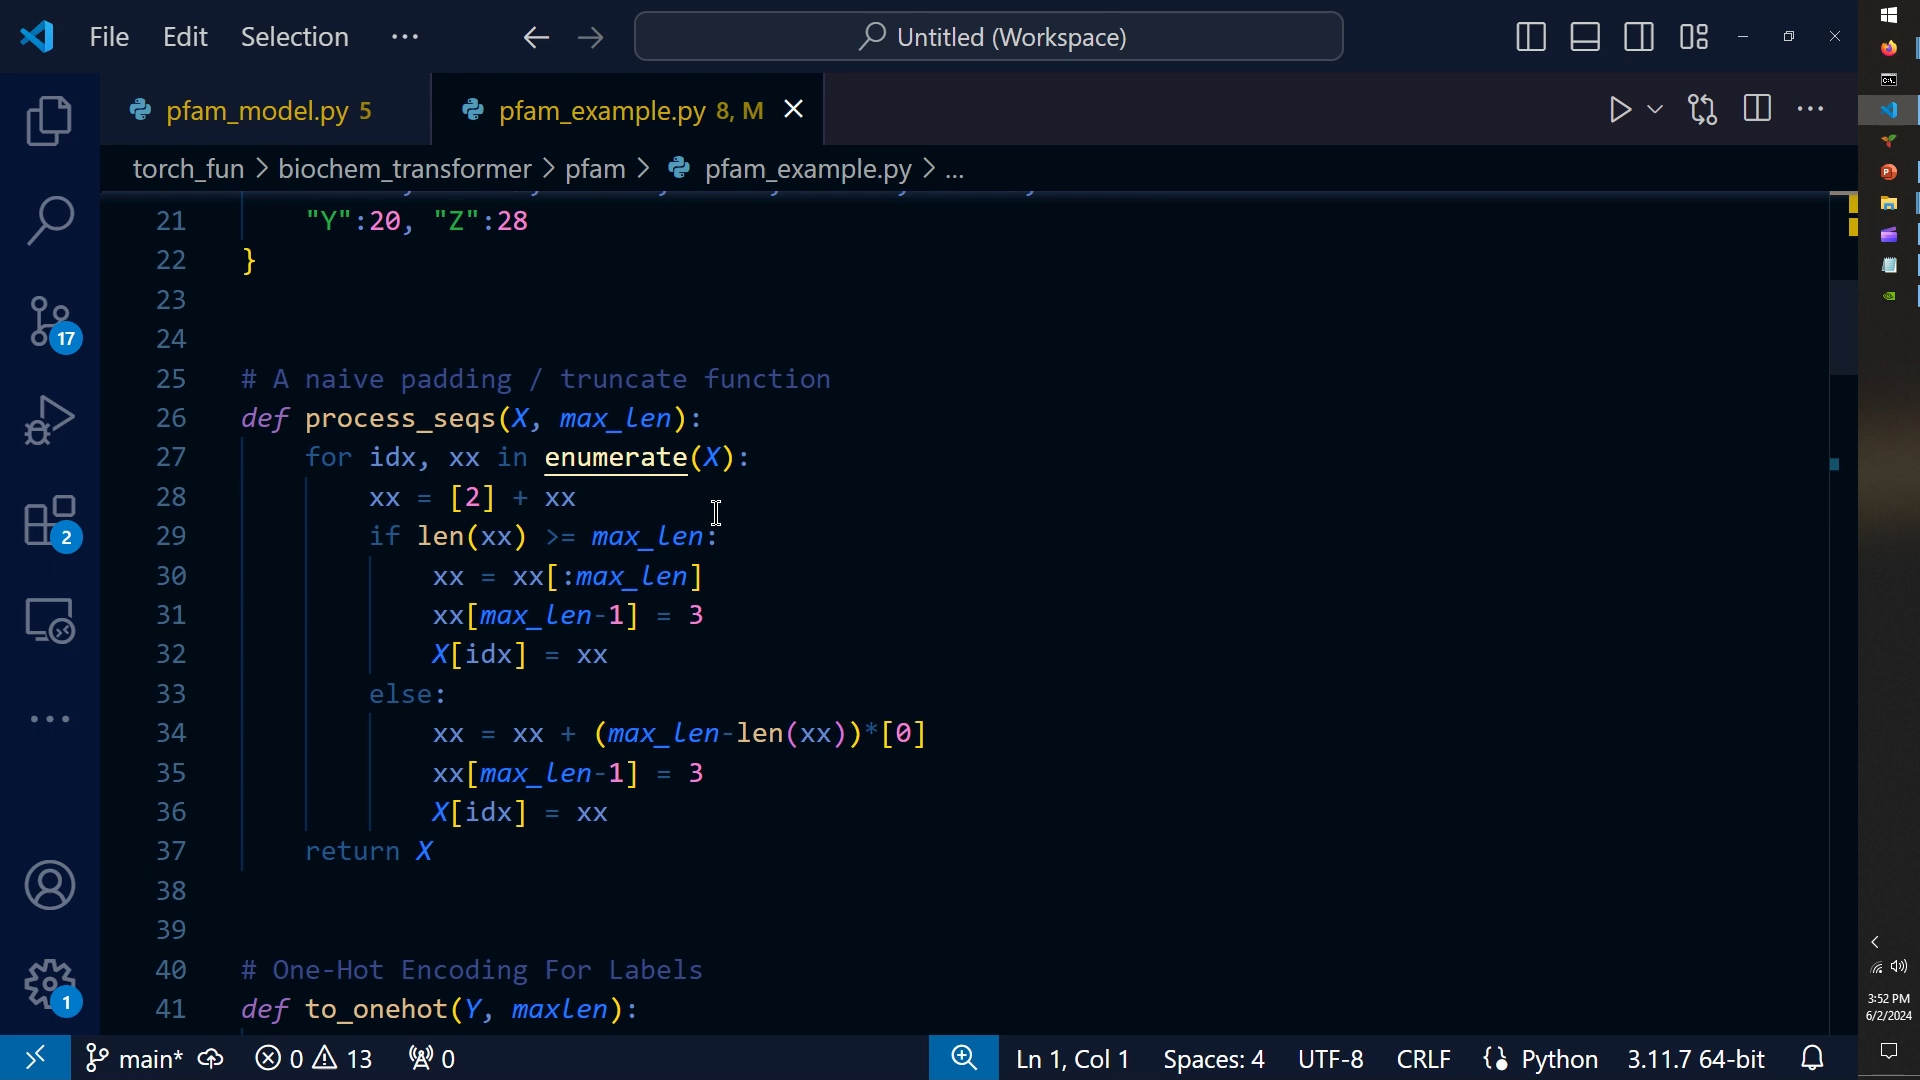 File Edit Selection ··· Untitled (Workspace)
pfam_model.py 5 pfam_example.py 8, M
torch_fun > biochem_transformer > pfam > pfam_example.py > ...
21 "Y":20, "Z":28
22 }
23
24
25 # A naive padding / truncate function
26 def process_seqs(X, max_len):
27 for idx, xx in enumerate(X):
28 xx = [2] + xx
29 if len(xx) >= max_len:
30 xx = xx[:max_len]
31 xx[max_len-1] = 3
32 X[idx] = xx
33 else:
34 xx = xx + (max_len-len(xx))*[0]
35 xx[max_len-1] = 3
36 X[idx] = xx
37 return X
38
39
40 # One-Hot Encoding For Labels
41 def to_onehot(Y, maxlen):
17
2
1
main* 0 13 0 Ln 1, Col 1 Spaces: 4 UTF-8 CRLF Python 3.11.7 64-bit
3:52 PM
6/2/2024